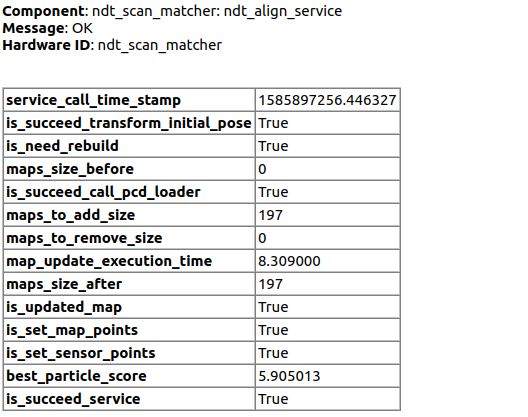 Component: ndt_scan_matcher: ndt_align_service
Message: OK
Hardware ID: ndt_scan_matcher
service_call_time_stamp 1585897256.446327
is_succeed_transform_initial_pose True
is_need_rebuild True
maps_size_before 0
is_succeed_call_pcd_loader True
maps_to_add_size 197
maps_to_remove_size 0
map_update_execution_time 8.309000
maps_size_after 197
is_updated_map True
is_set_map_points True
is_set_sensor_points True
best_particle_score 5.905013
is_succeed_service True